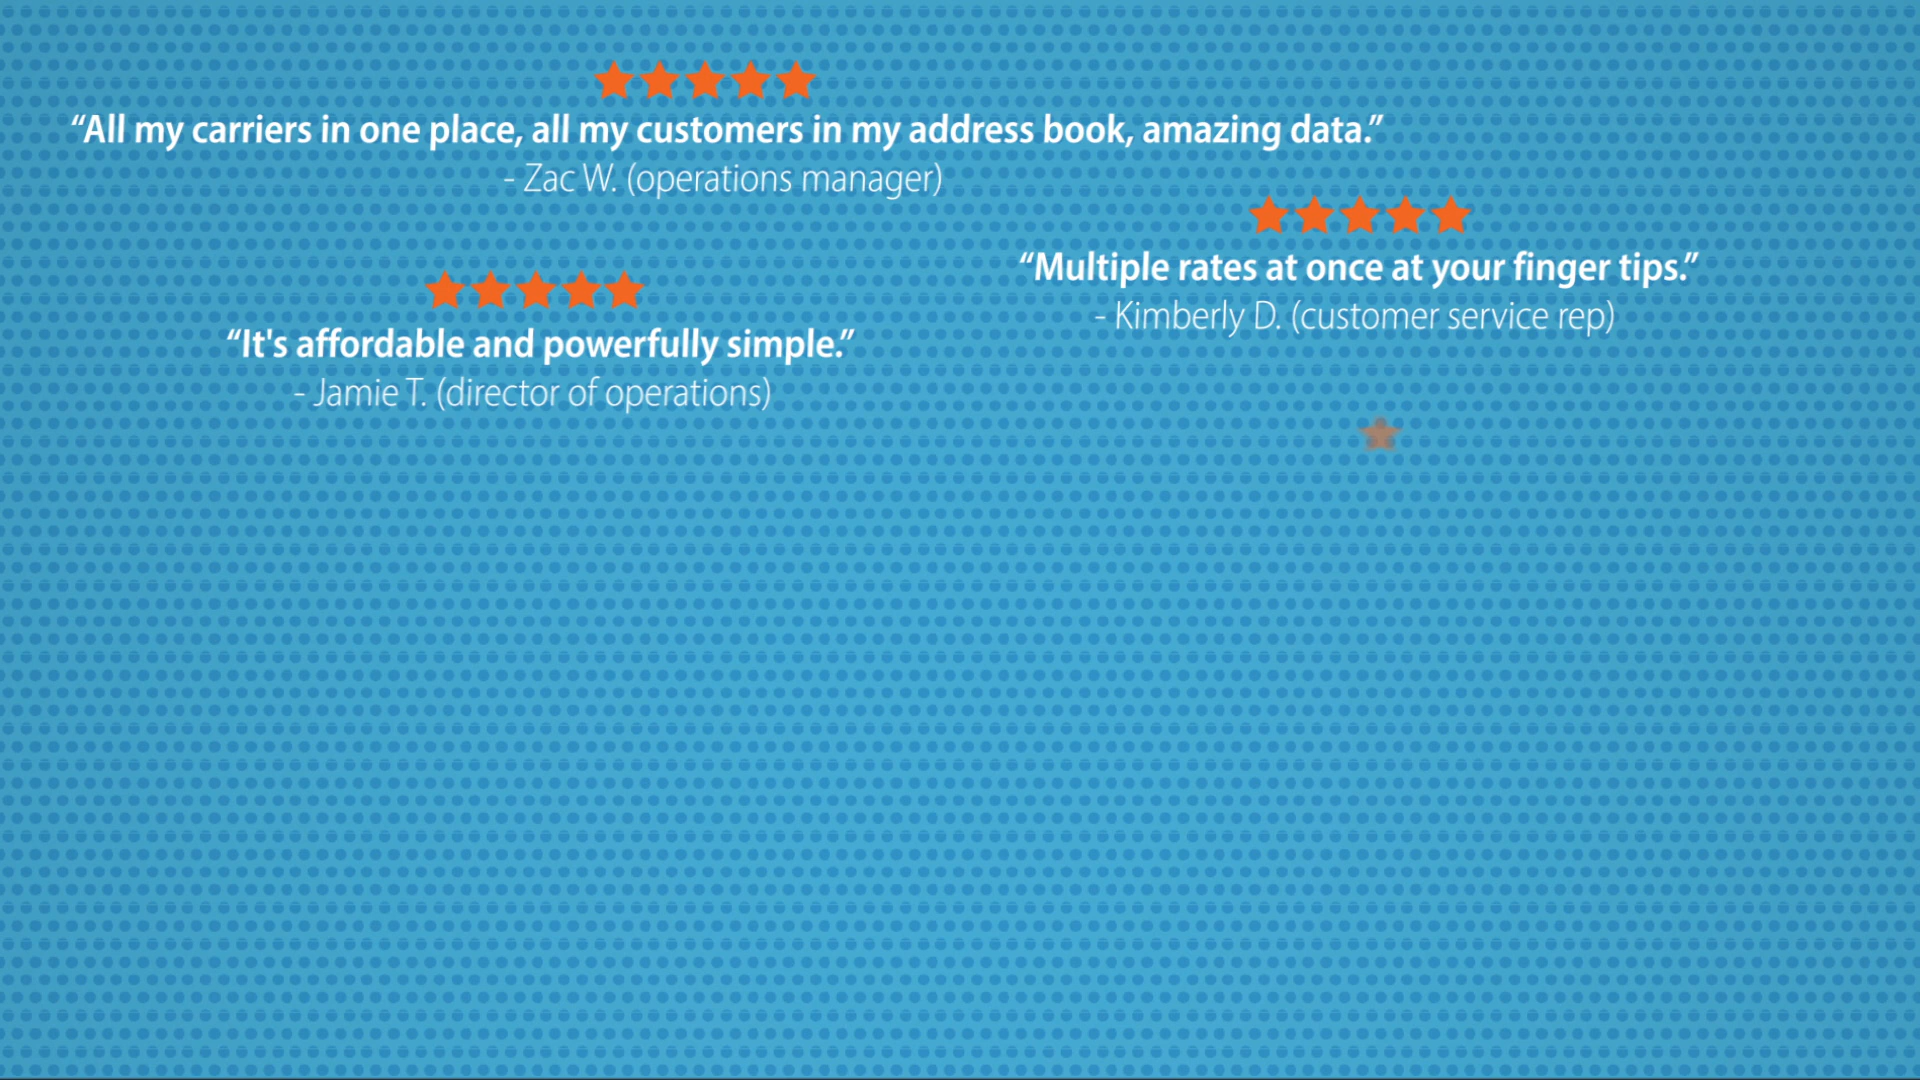 “All my carriers in one place, all my customers in my address book, amazing data.”
- Zac W. (operations manager)
“Multiple rates at once at your finger tips.”
- Kimberly D. (customer service rep)
“It's affordable and powerfully simple.”
- Jamie T. (director of operations)